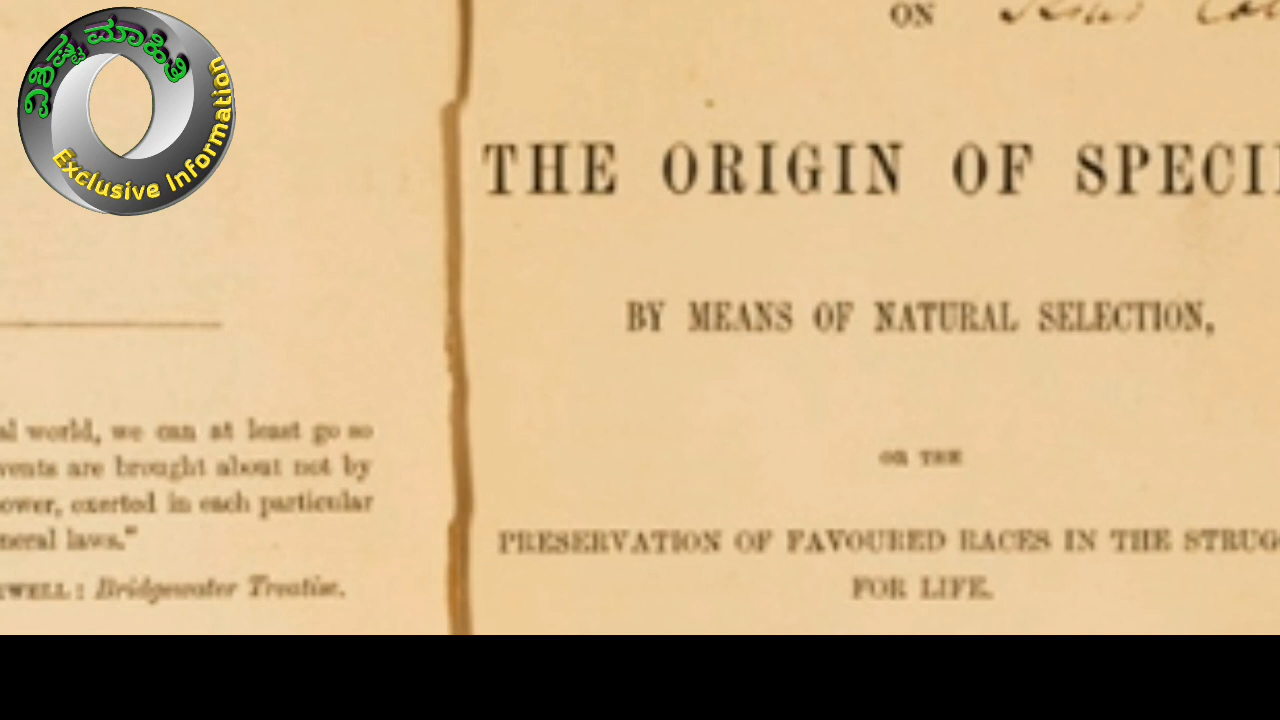 ವಿಶಿಷ್ಟ ಮಾಹಿತಿ
Exclusive Information
al world, we can at least go so
vents are brought about not by
ower, exerted in each particular
neral laws."
WELL: Bridgewater Treatise.
ON
THE ORIGIN OF SPECI
BY MEANS OF NATURAL SELECTION,
OR THE
PRESERVATION OF FAVOURED RACES IN THE STRUG
FOR LIFE.